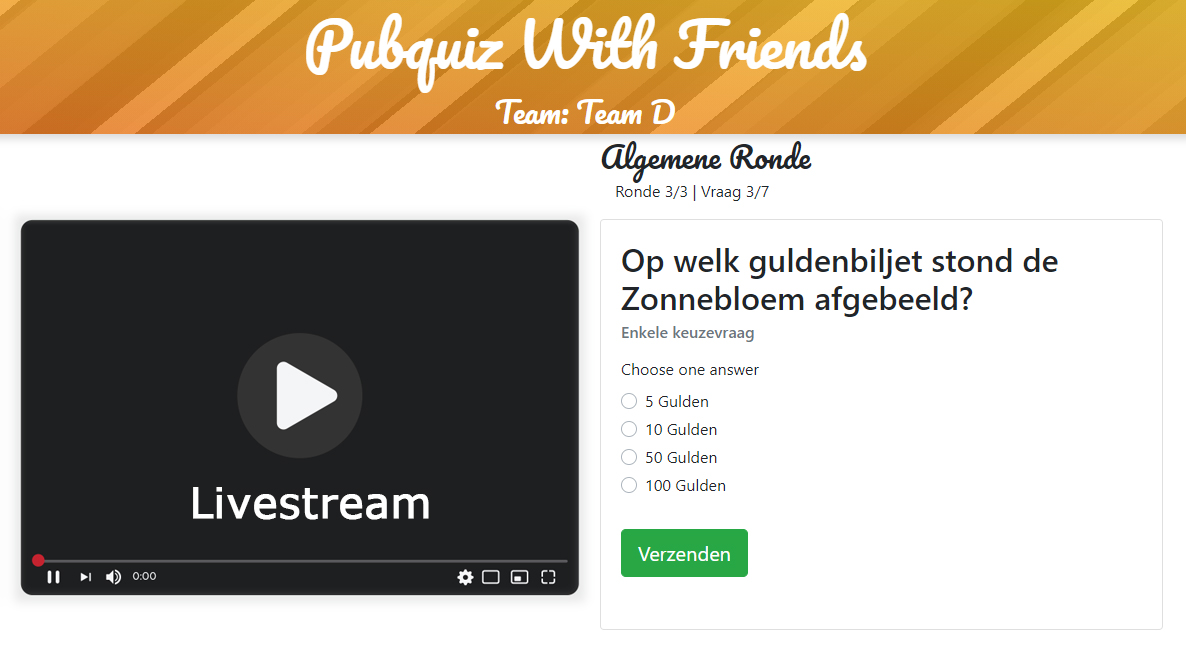 Pubquiz With Friends
Team: Team D
Algemene Ronde
Ronde 3/3 | Vraag 3/7
Livestream
0:00
Op welk guldenbiljet stond de
Zonnebloem afgebeeld?
Enkele keuzevraag
Choose one answer
5 Gulden
10 Gulden
50 Gulden
100 Gulden
Verzenden